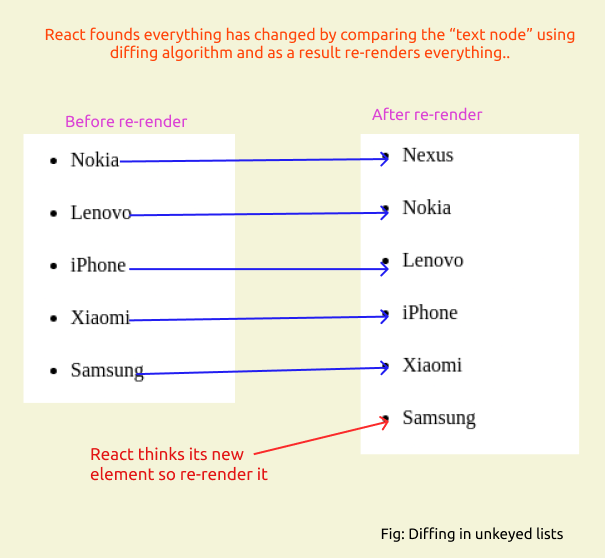 React founds everything has changed by comparing the “text node” using
diffing algorithm and as a result re-renders everything..
Before re-render
After re-render
Nokia
Lenovo
iPhone
Xiaomi
Samsung
Nexus
Nokia
Lenovo
iPhone
Xiaomi
Samsung
React thinks its new
element so re-render it
Fig: Diffing in unkeyed lists